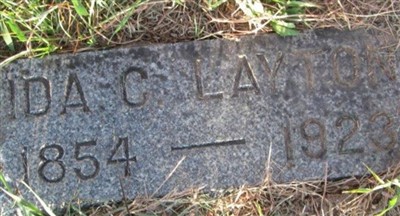 IDA C. LAYTON
1854 — 1923